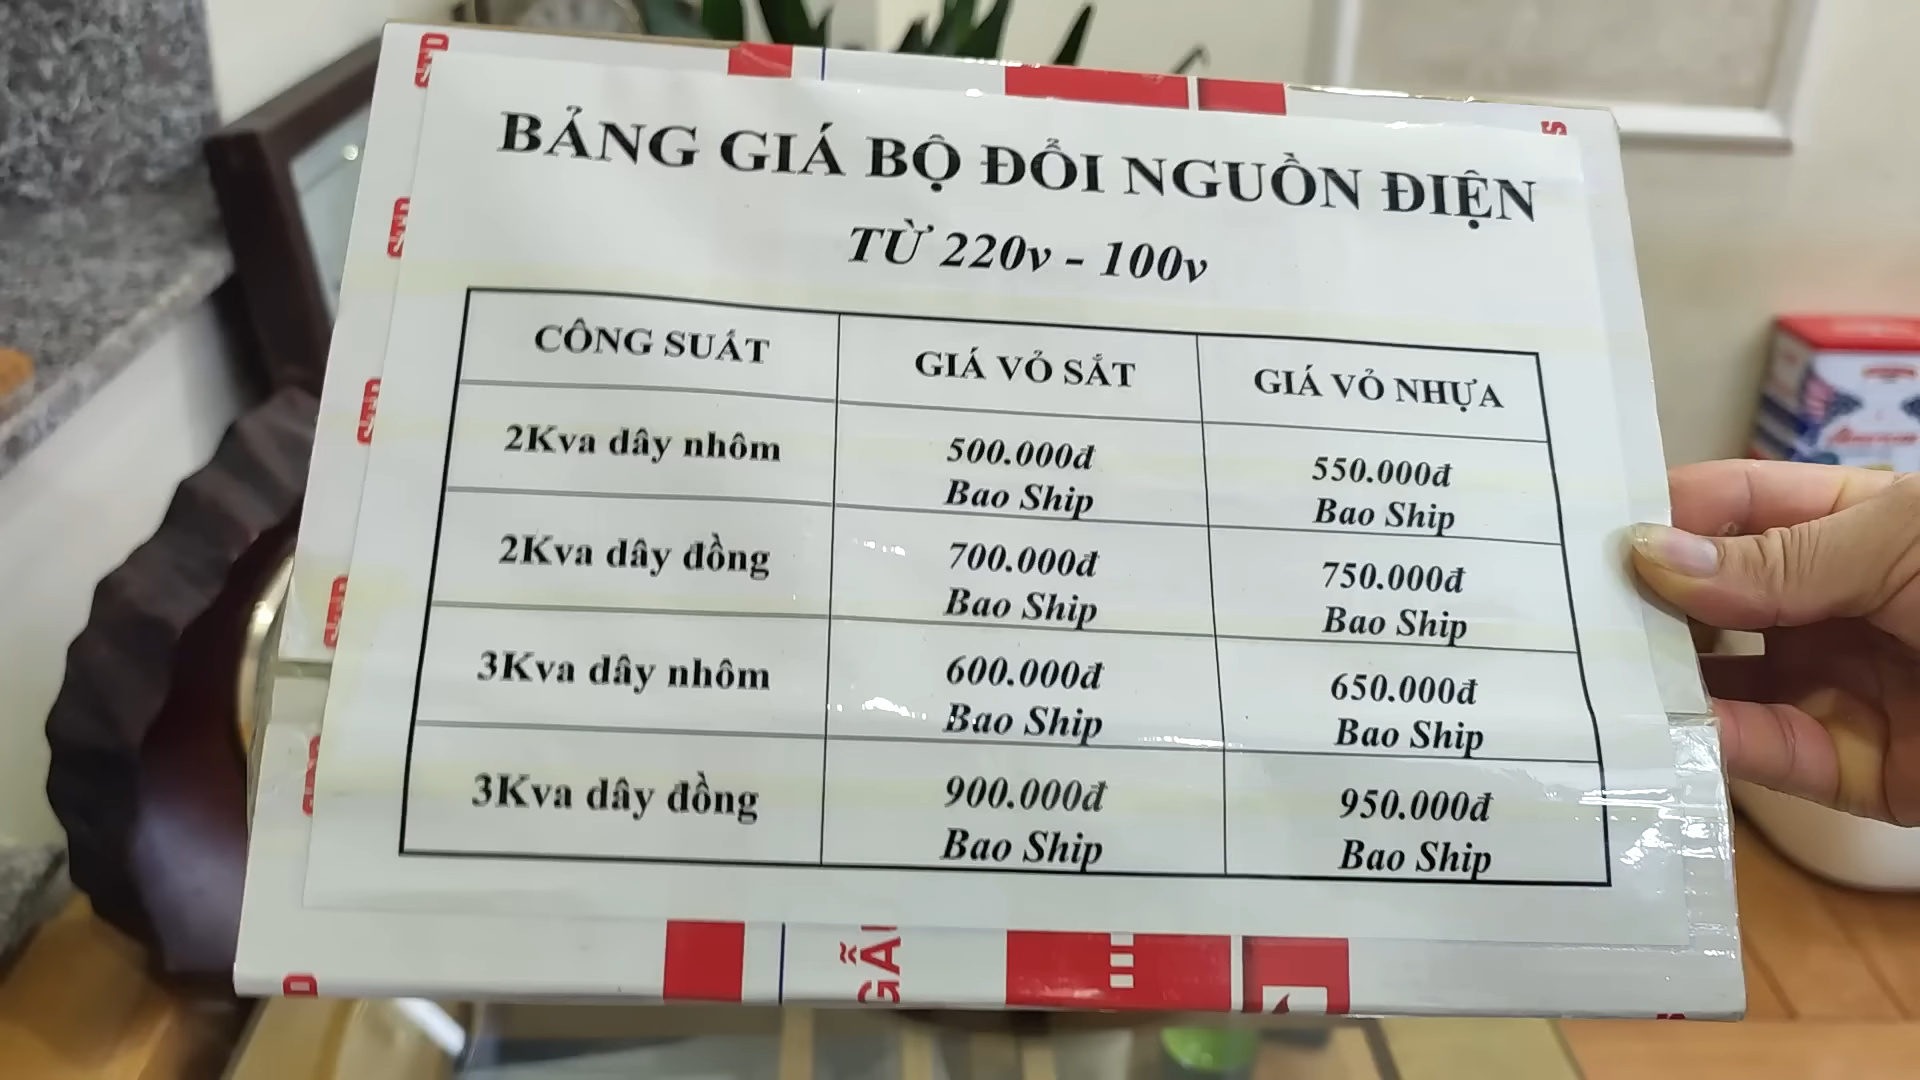 BẢNG GIÁ BỘ ĐỔI NGUỒN ĐIỆN
TỪ 220v - 100v
CÔNG SUẤT GIÁ VỎ SẮT GIÁ VỎ NHỰA
2Kva dây nhôm 500.000đ Bao Ship 550.000đ Bao Ship
2Kva dây đồng 700.000đ Bao Ship 750.000đ Bao Ship
3Kva dây nhôm 600.000đ Bao Ship 650.000đ Bao Ship
3Kva dây đồng 900.000đ Bao Ship 950.000đ Bao Ship